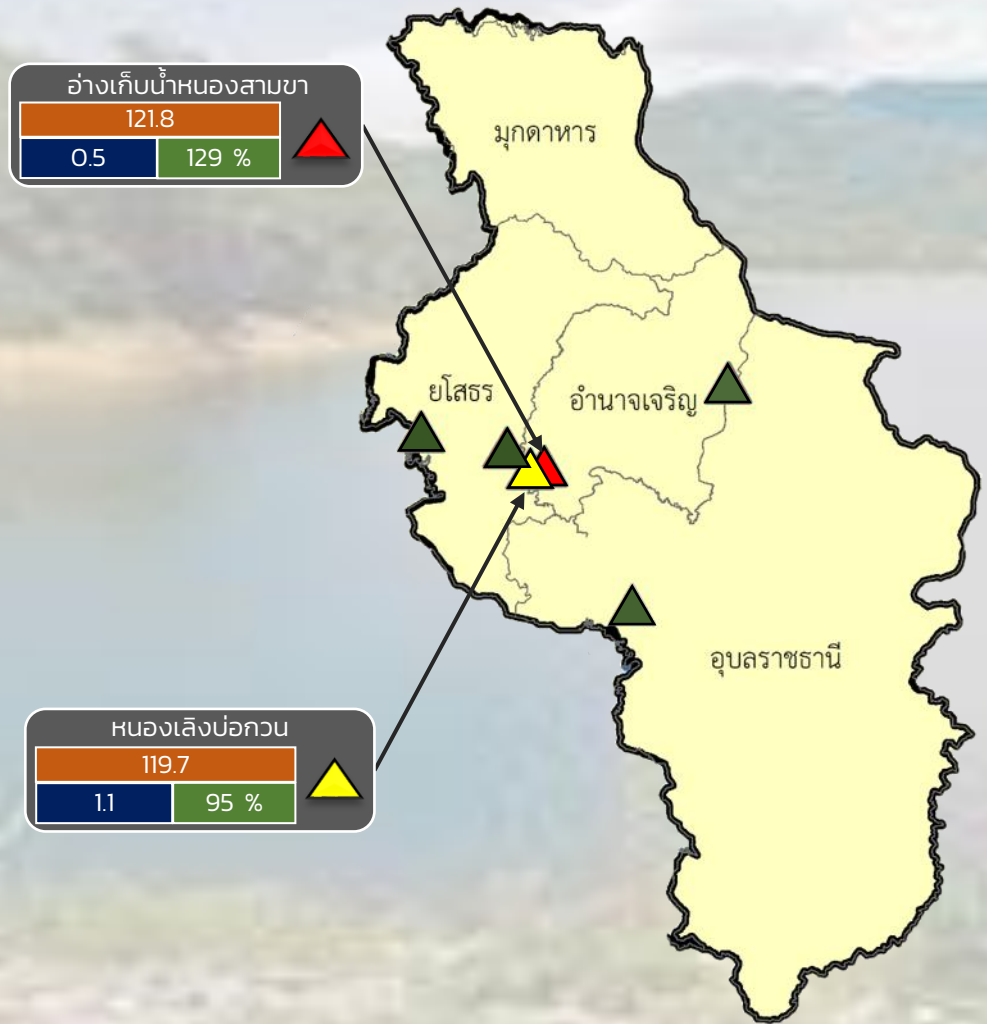 อ่างเก็บน้ำหนองสามขา
121.8
0.5 129 %
มุกดาหาร
ยโสธร
อำนาจเจริญ
อุบลราชธานี
หนองเลิงบ่อกวน
119.7
1.1 95 %